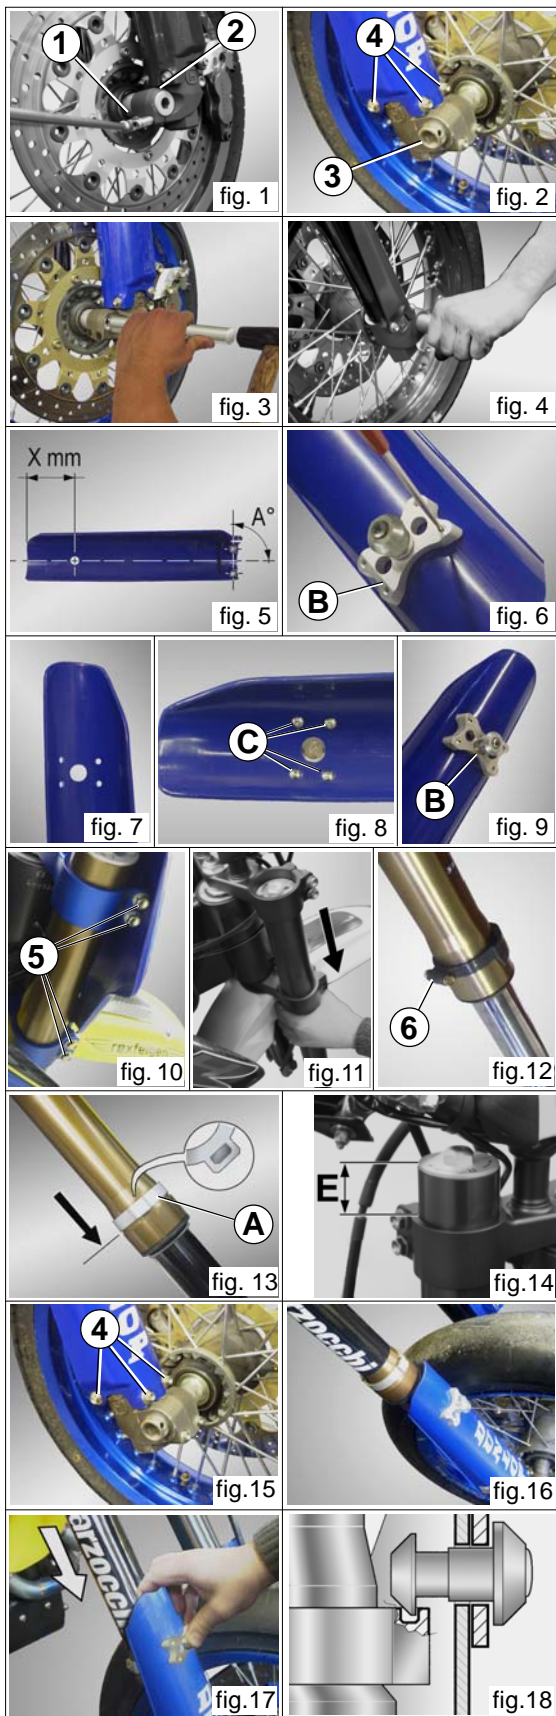 1
2
fig. 1
4
3
fig. 2
fig. 3
fig. 4
X mm
A°
fig. 5
B
fig. 6
fig. 7
C
fig. 8
B
fig. 9
5
fig. 10
fig.11
6
fig.12
A
fig. 13
E
fig.14
4
fig.15
arzocchi
fig.16
arzocchi
fig.17
fig.18